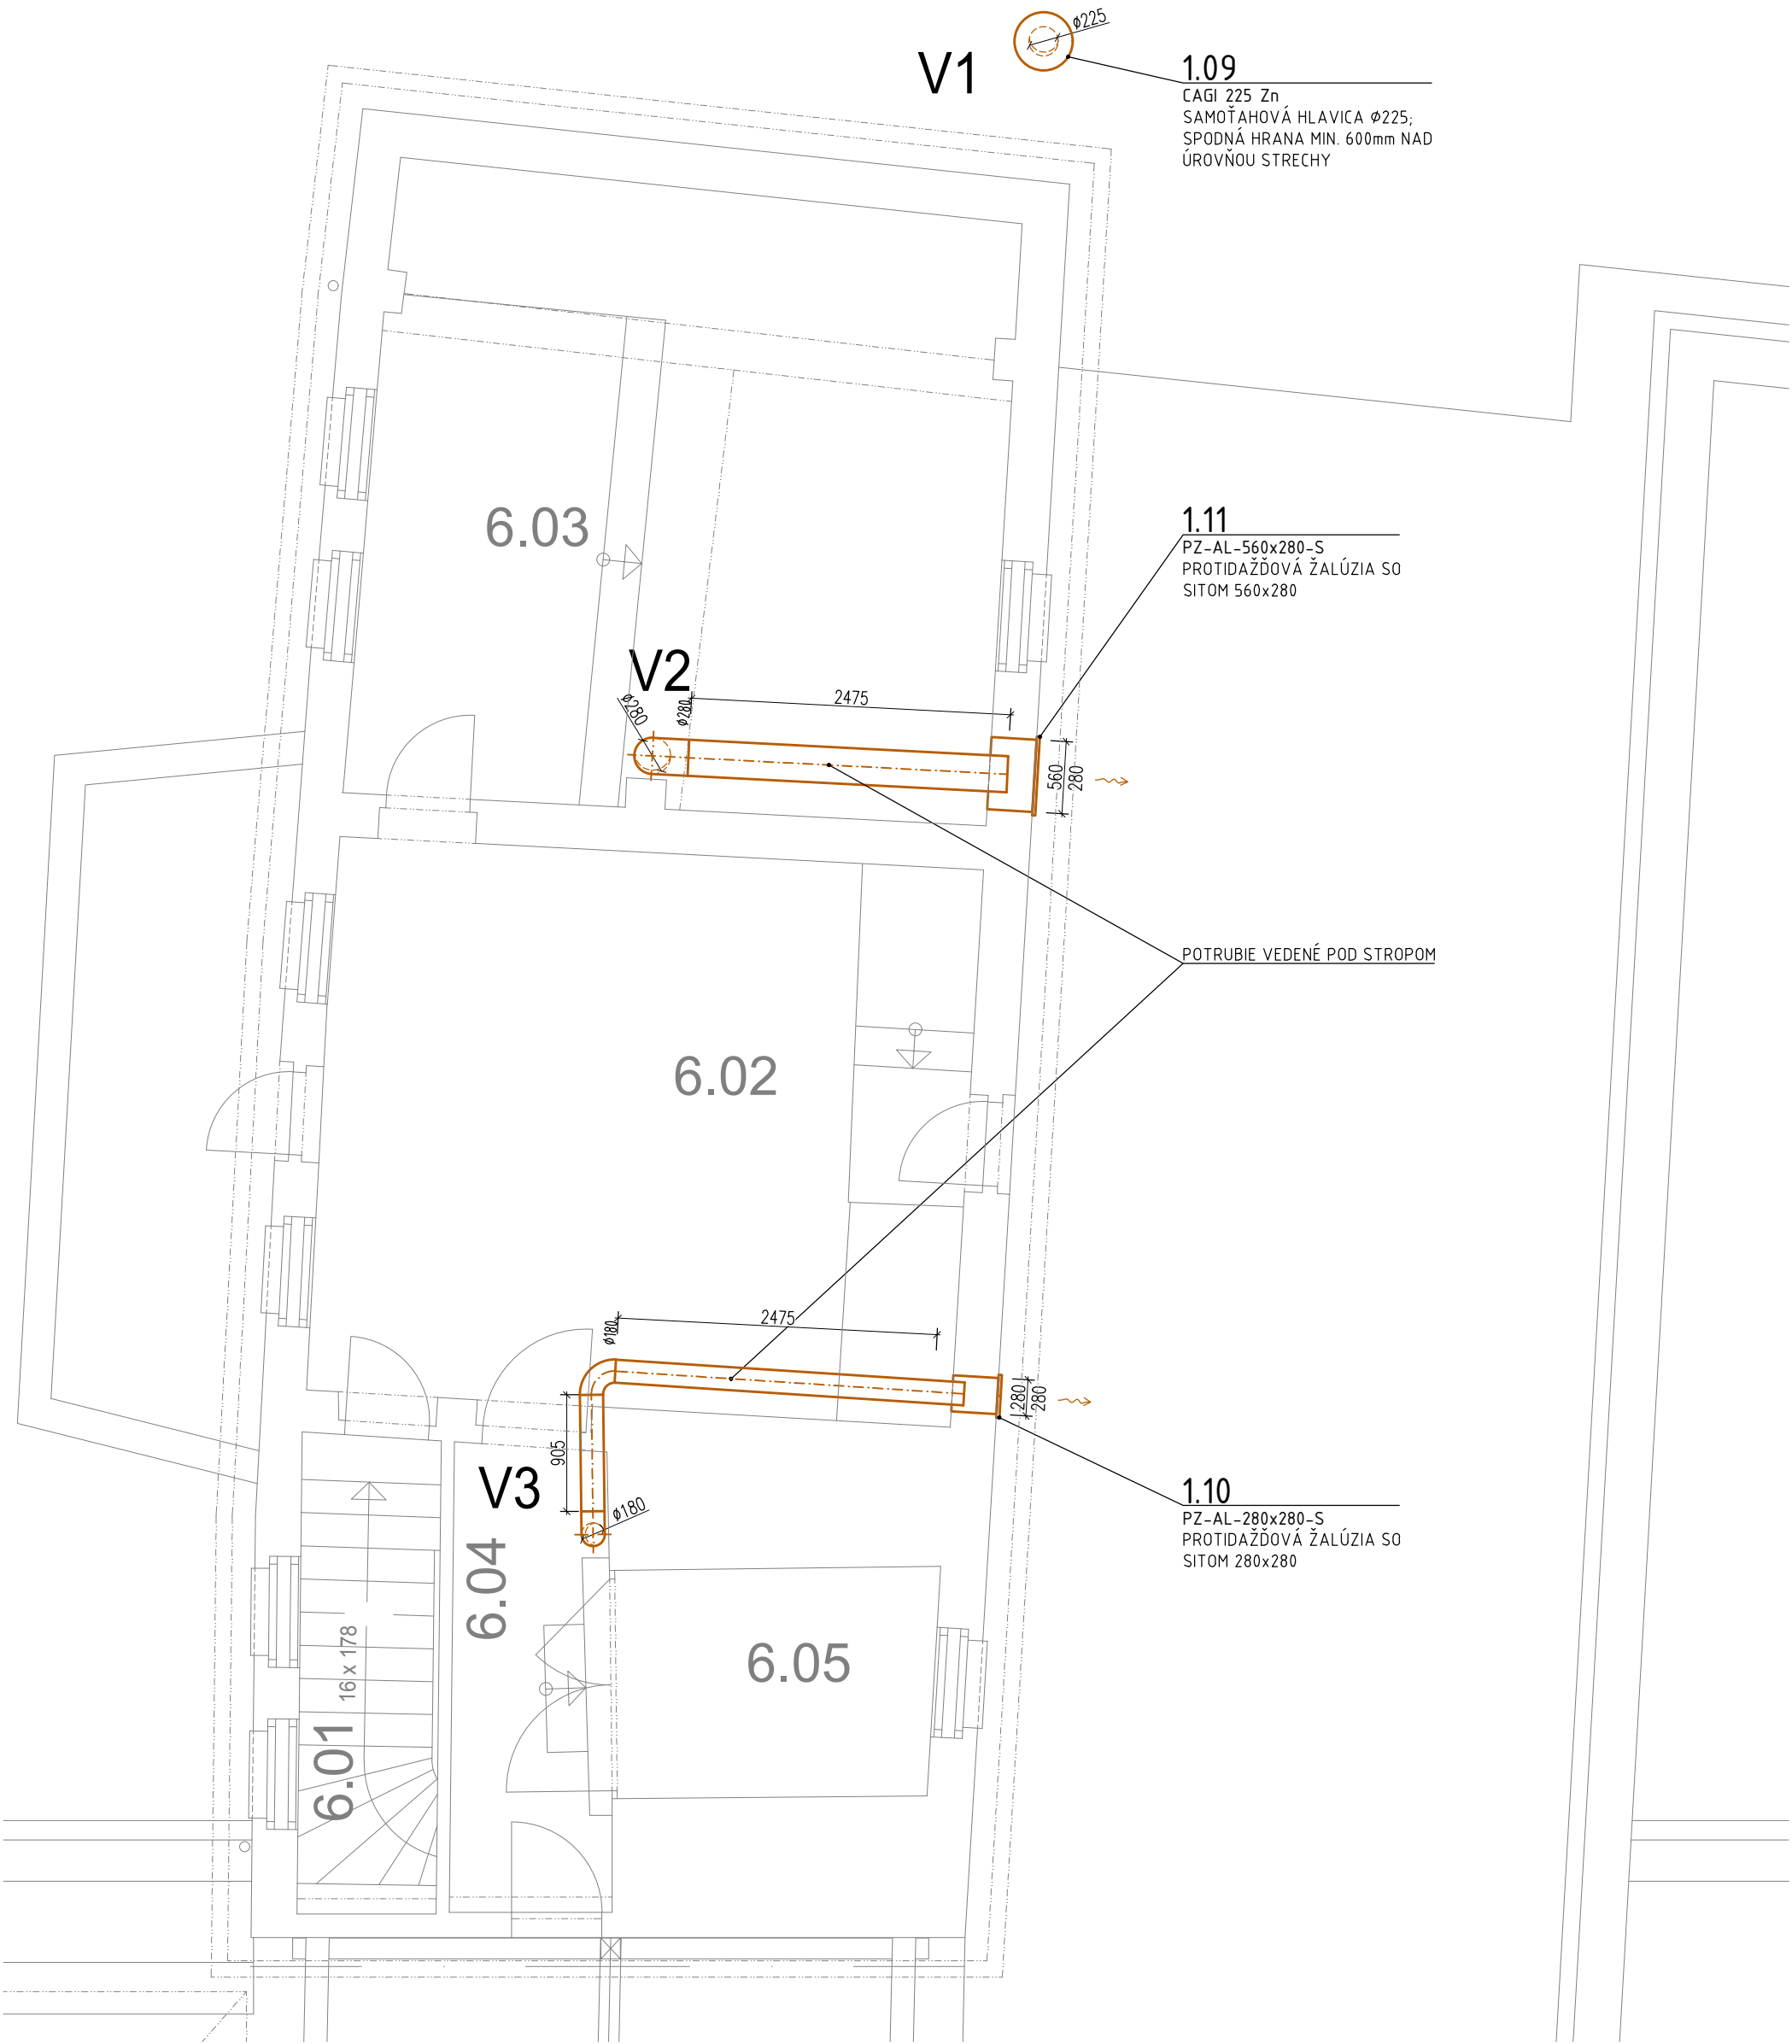 V1
ø225
1.09
CAGI 225 Zn
SAMOŤAHOVÁ HLAVICA Ø225;
SPODNÁ HRANA MIN. 600mm NAD
ÚROVŇOU STRECHY
6.03
1.11
PZ-AL-560x280-S
PROTIDAŽĎOVÁ ŽALÚZIA SO
SITOM 560x280
V2
ø280
ø280
2475
560
280
POTRUBIE VEDENÉ POD STROPOM
6.02
ø180
2475
280
280
905
V3
ø180
1.10
PZ-AL-280x280-S
PROTIDAŽĎOVÁ ŽALÚZIA SO
SITOM 280x280
6.04
6.05
16 x 178
6.01